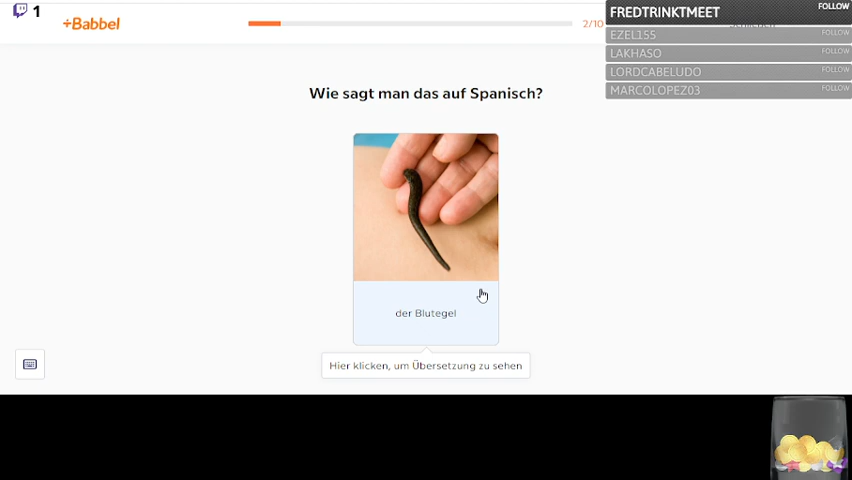 1
+Babbel
2/10
FREDTRINKTMEET FOLLOW
EZEL155 FOLLOW
LAKHASO FOLLOW
LORDCABELUDO FOLLOW
MARCOLOPEZ03 FOLLOW
Wie sagt man das auf Spanisch?
der Blutegel
Hier klicken, um Übersetzung zu sehen